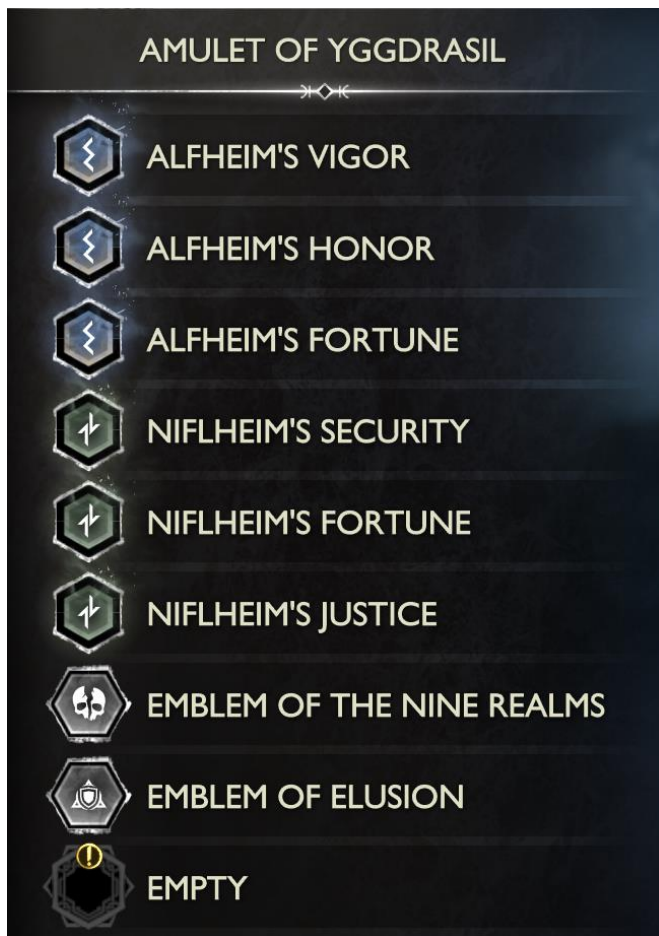 AMULET OF YGGDRASIL
ALFHEIM'S VIGOR
ALFHEIM'S HONOR
ALFHEIM'S FORTUNE
NIFLHEIM'S SECURITY
NIFLHEIM'S FORTUNE
NIFLHEIM'S JUSTICE
EMBLEM OF THE NINE REALMS
EMBLEM OF ELUSION
EMPTY